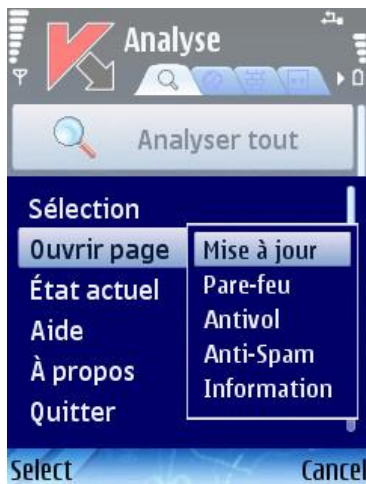 Analyse
Analyser tout
Sélection
Ouvrir page
État actuel
Aide
À propos
Quitter
Mise à jour
Pare-feu
Antivol
Anti-Spam
Information
Select
Cancel